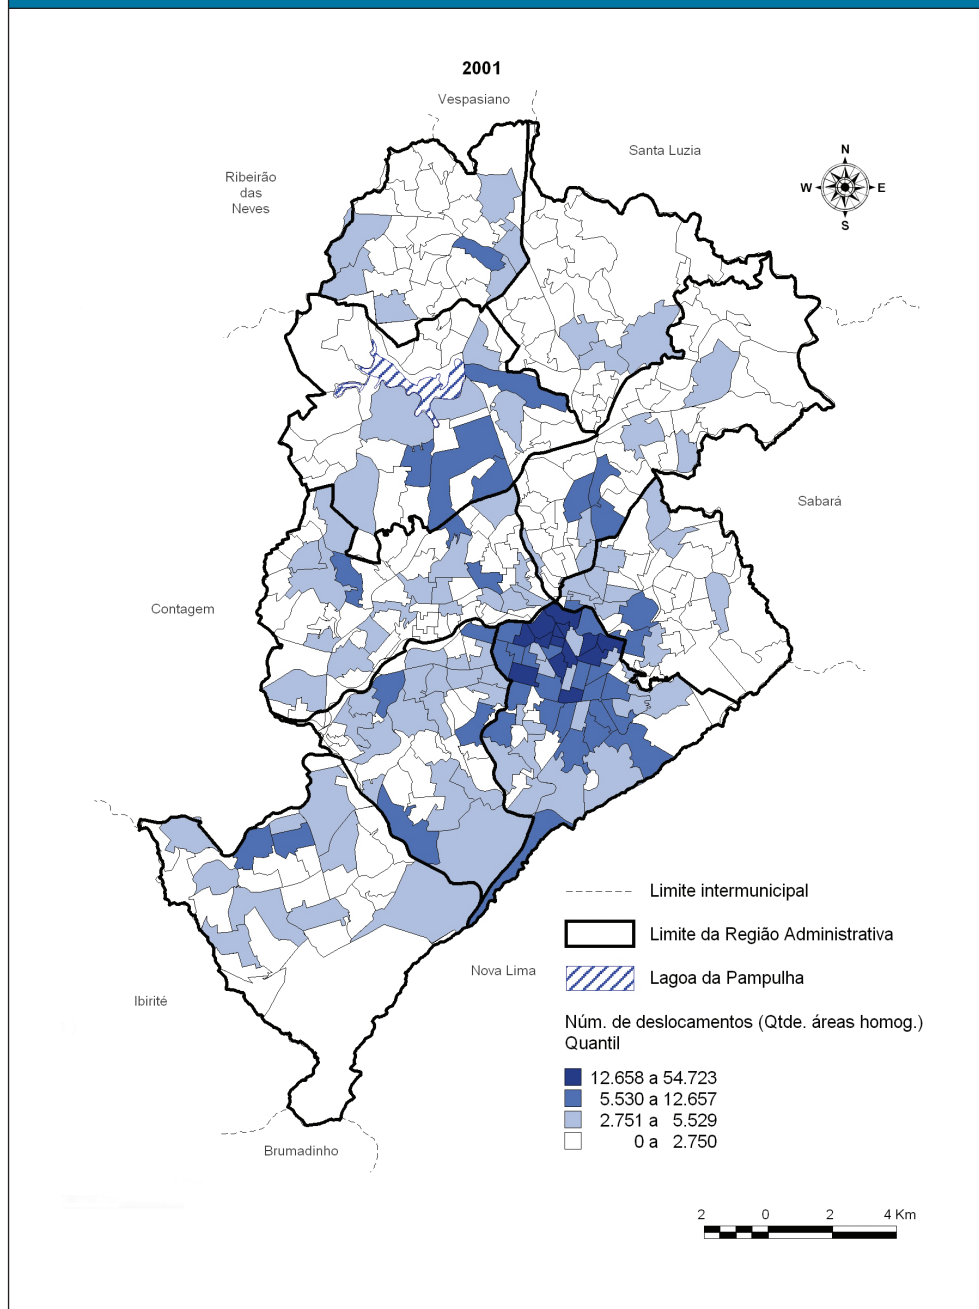 2001
Vespasiano
Santa Luzia
Ribeirão
das
Neves
N
W
E
S
Sabará
Contagem
Limite intermunicipal
Limite da Região Administrativa
Nova Lima
Lagoa da Pampulha
Ibirité
Núm. de deslocamentos (Qtde. áreas homog.)
Quantil
12.658 a 54.723
5.530 a 12.657
2.751 a 5.529
0 a 2.750
Brumadinho
2 0 2 4 Km